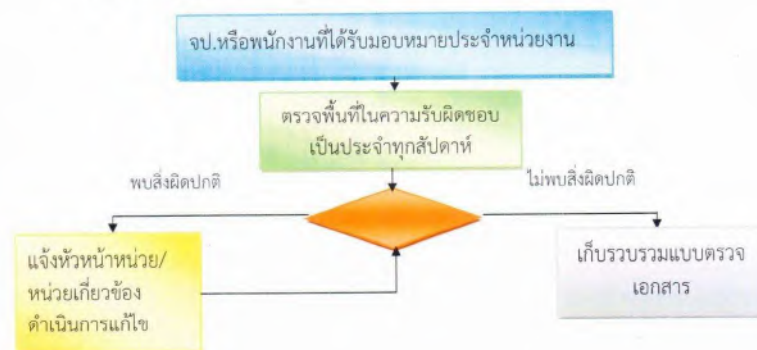 จป.หรือพนักงานที่ได้รับมอบหมายประจำหน่วยงาน
ตรวจพื้นที่ในความรับผิดชอบ
เป็นประจำทุกสัปดาห์
พบสิ่งผิดปกติ
ไม่พบสิ่งผิดปกติ
แจ้งหัวหน้าหน่วย/
หน่วยเกี่ยวข้อง
ดำเนินการแก้ไข
เก็บรวบรวมแบบตรวจ
เอกสาร